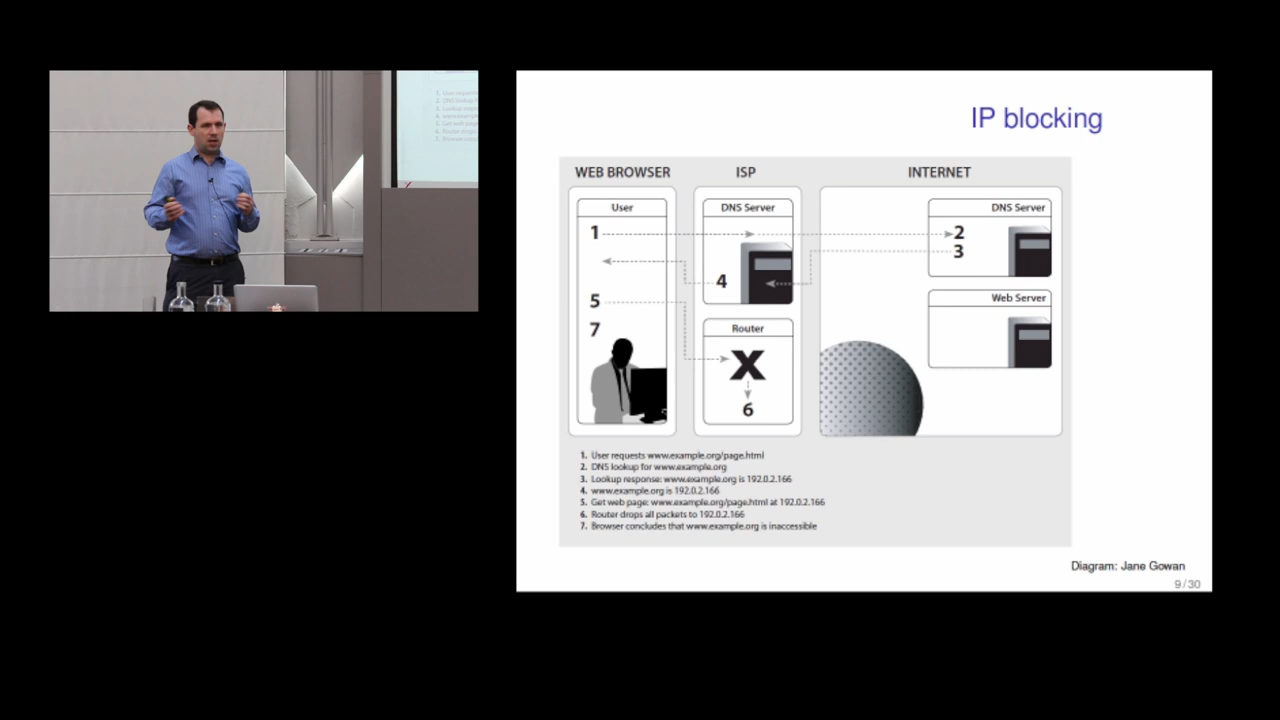 IP blocking
WEB BROWSER
ISP
INTERNET
User
DNS Server
DNS Server
1
2
3
4
5
Web Server
7
Router
X
6
1. User requests www.example.org/page.html
2. DNS lookup for www.example.org
3. Lookup response: www.example.org is 192.0.2.166
4. www.example.org is 192.0.2.166
5. Get web page: www.example.org/page.html at 192.0.2.166
6. Router drops all packets to 192.0.2.166
7. Browser concludes that www.example.org is inaccessible
Diagram: Jane Gowan
9/30